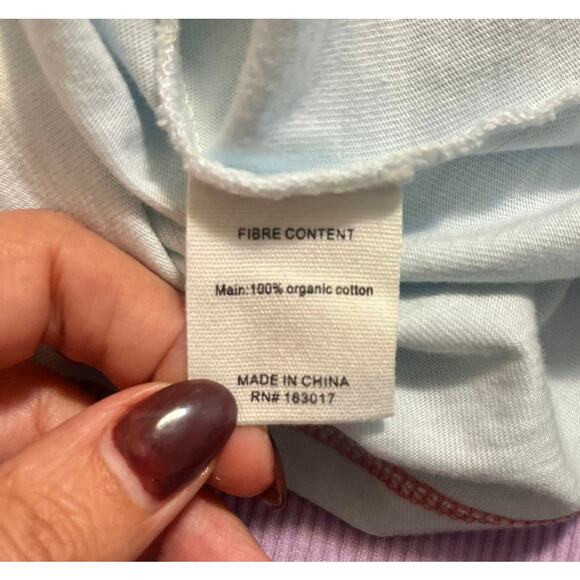 FIBRE CONTENT
Main:100% organic cotton
MADE IN CHINA
RN# 163017